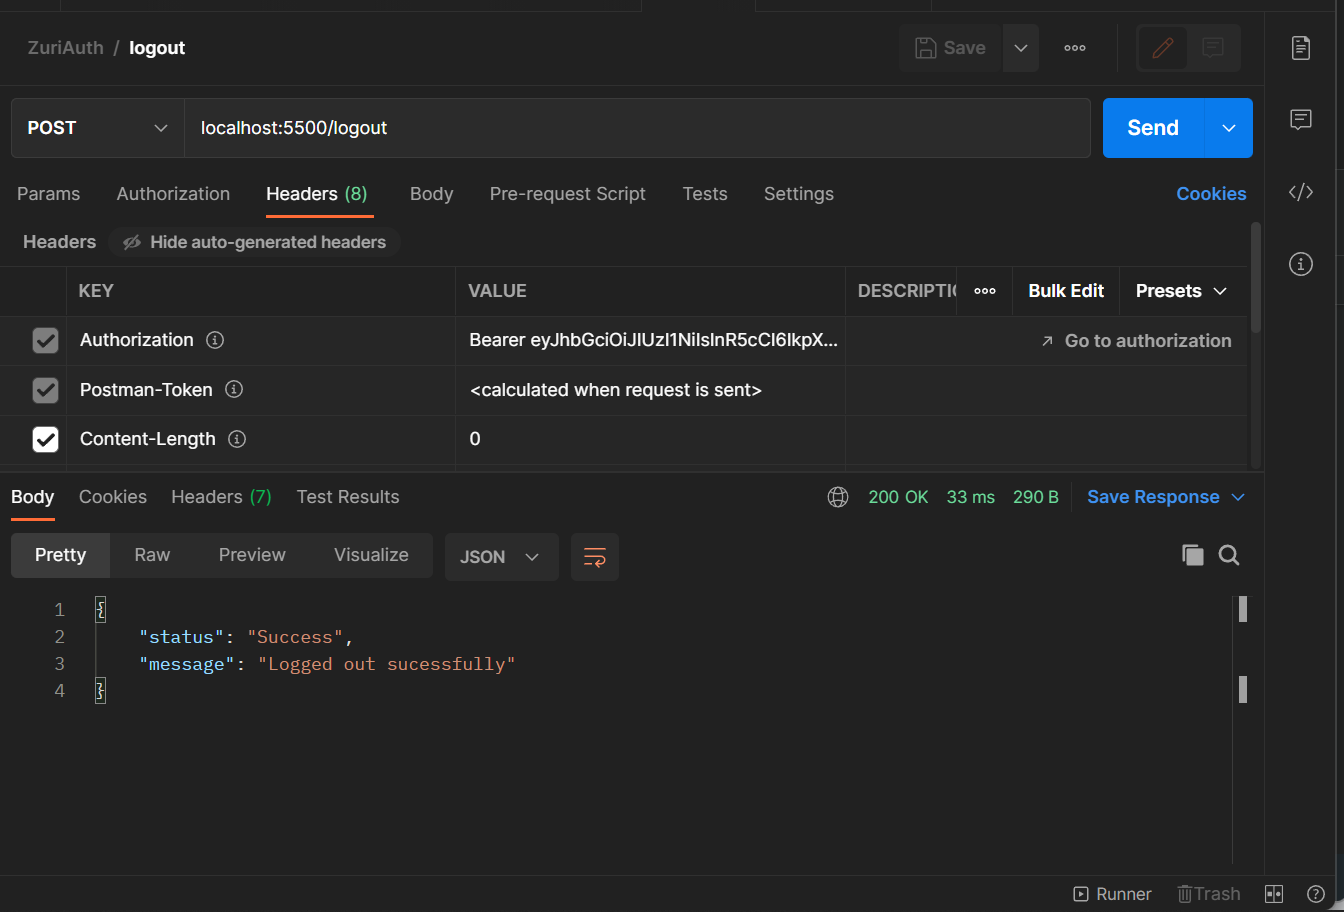 ZuriAuth / logout
Save
POST
localhost:5500/logout
Send
Params Authorization Headers (8) Body Pre-request Script Tests Settings Cookies
Headers Hide auto-generated headers
KEY VALUE DESCRIPTIO Bulk Edit Presets
Authorization Bearer eyJhbGciOiJIUzI1NiIsInR5cCI6IkpX... Go to authorization
Postman-Token <calculated when request is sent>
Content-Length 0
Body Cookies Headers (7) Test Results 200 OK 33 ms 290 B Save Response
Pretty Raw Preview Visualize JSON
1 {
2 "status": "Success",
3 "message": "Logged out sucessfully"
4 }
Runner Trash